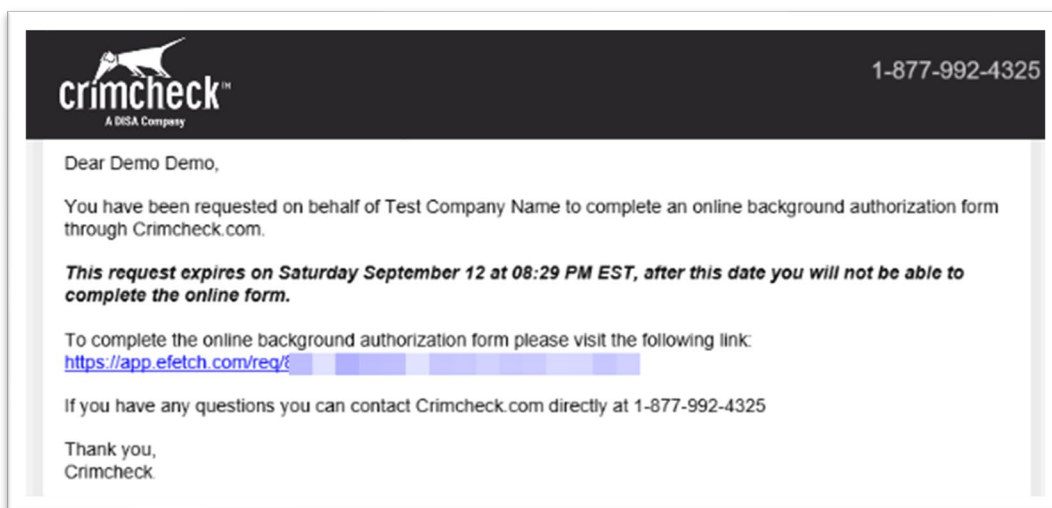 crimcheck™
A DISA Company
1-877-992-4325
Dear Demo Demo,
You have been requested on behalf of Test Company Name to complete an online background authorization form
through Crimcheck.com.
This request expires on Saturday September 12 at 08:29 PM EST, after this date you will not be able to
complete the online form.
To complete the online background authorization form please visit the following link:
https://app.efetch.com/req/
If you have any questions you can contact Crimcheck.com directly at 1-877-992-4325
Thank you,
Crimcheck.